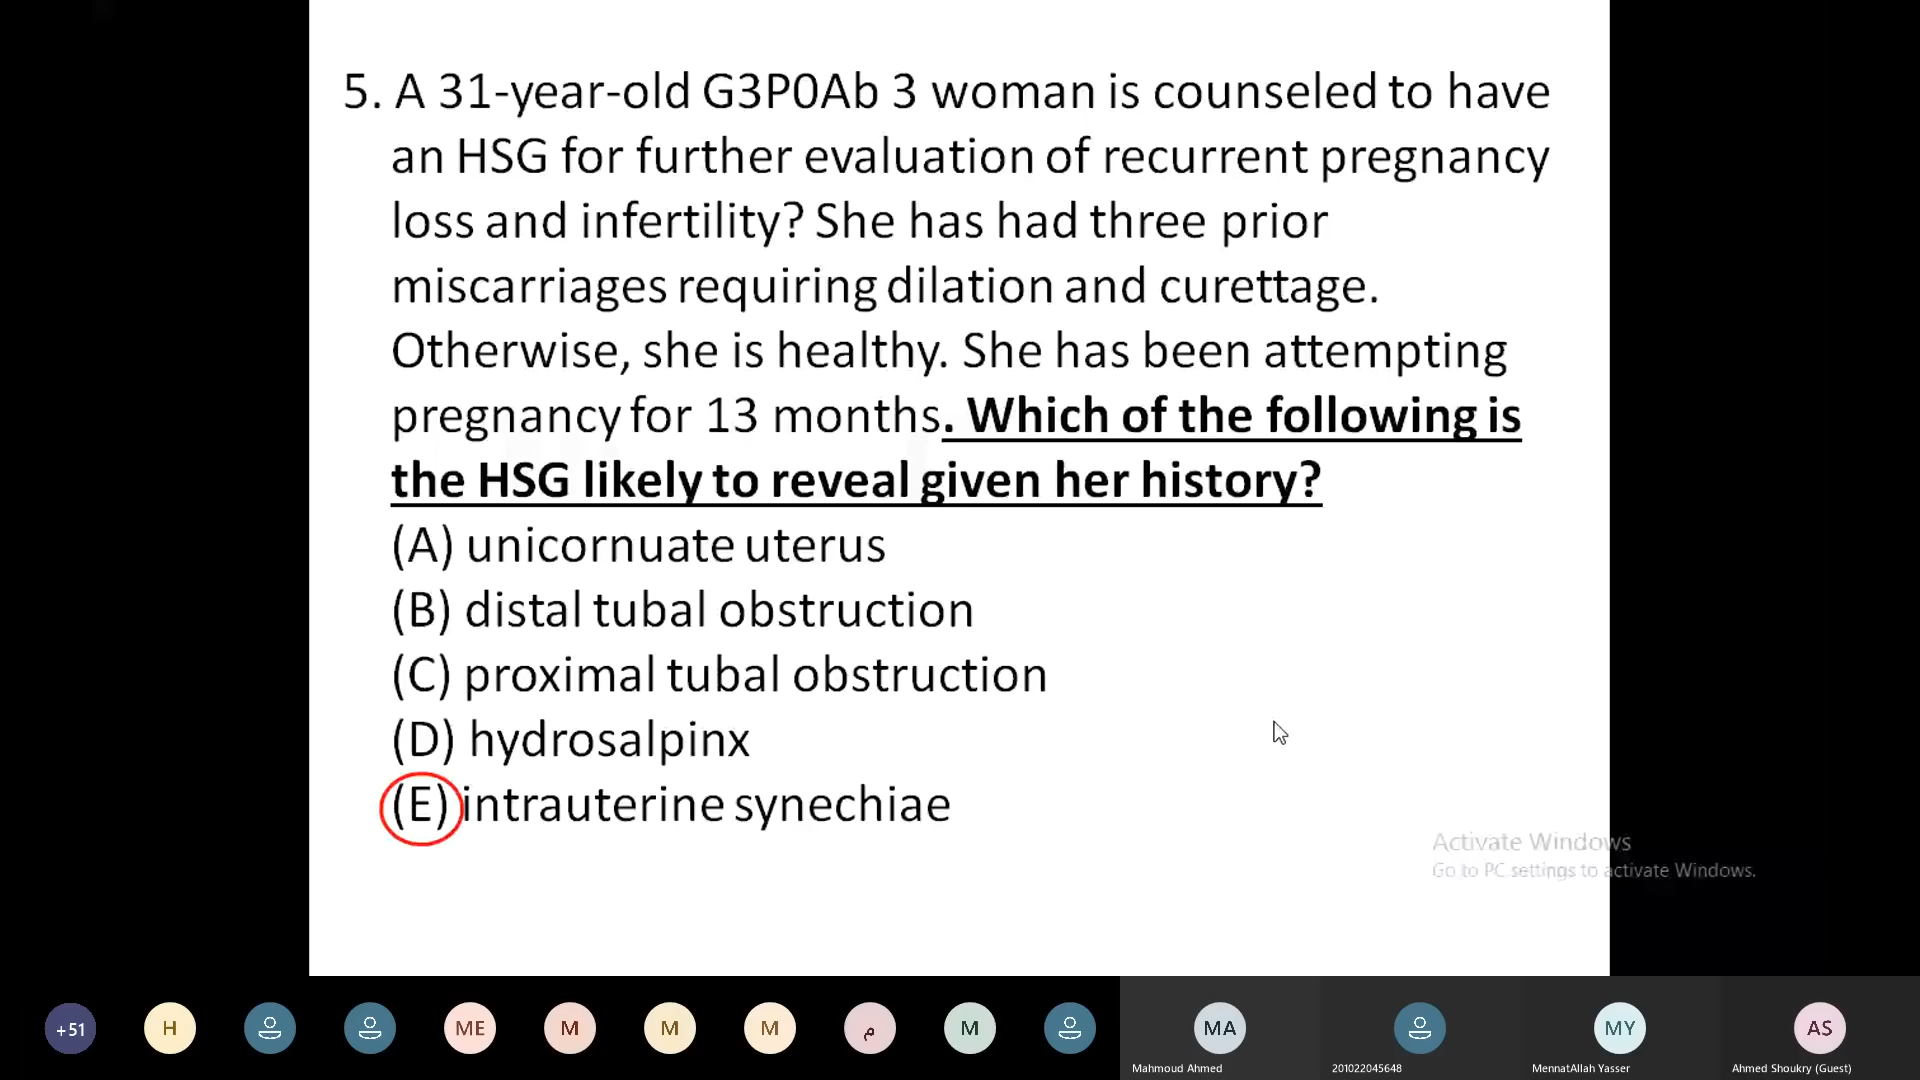 5. A 31-year-old G3P0Ab 3 woman is counseled to have
an HSG for further evaluation of recurrent pregnancy
loss and infertility? She has had three prior
miscarriages requiring dilation and curettage.
Otherwise, she is healthy. She has been attempting
pregnancy for 13 months. Which of the following is
the HSG likely to reveal given her history?
(A) unicornuate uterus
(B) distal tubal obstruction
(C) proximal tubal obstruction
(D) hydrosalpinx
(E) intrauterine synechiae
Activate Windows
Go to PC settings to activate Windows.
+51 H ME M M M م M MA MY AS
Mahmoud Ahmed 201022045648 MennatAllah Yasser Ahmed Shoukry (Guest)